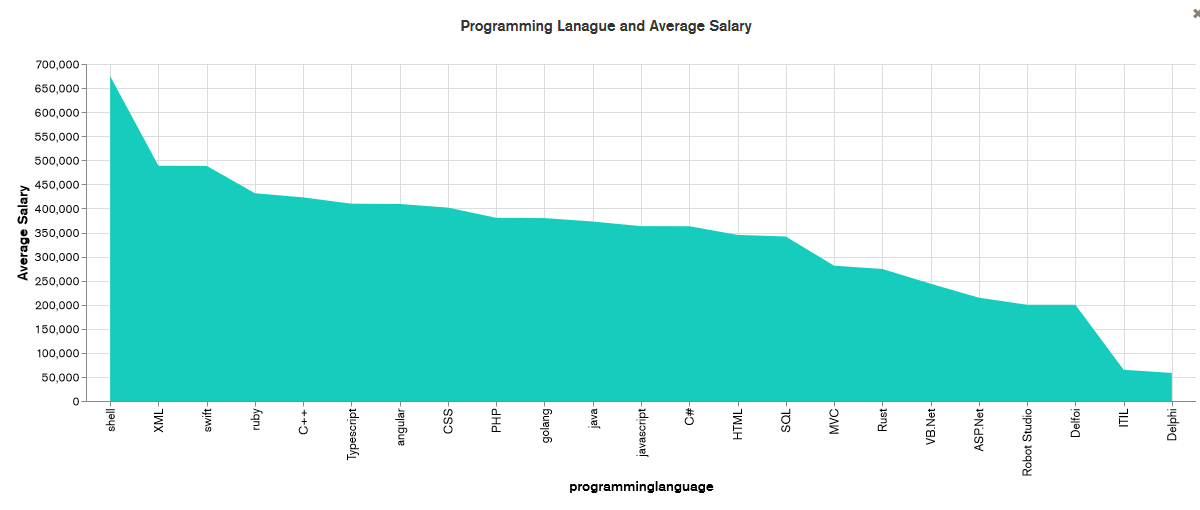 Programming Lanague and Average Salary
700,000
650,000
600,000
550,000
500,000
450,000
400,000
350,000
300,000
250,000
200,000
150,000
100,000
50,000
0
Average Salary
shell
XML
swift
ruby
C++
Typescript
angular
CSS
PHP
golang
java
javascript
C#
HTML
SQL
MVC
Rust
VB.Net
ASP.Net
Robot Studio
Delfoi
ITIL
Delphi
programminglanguage